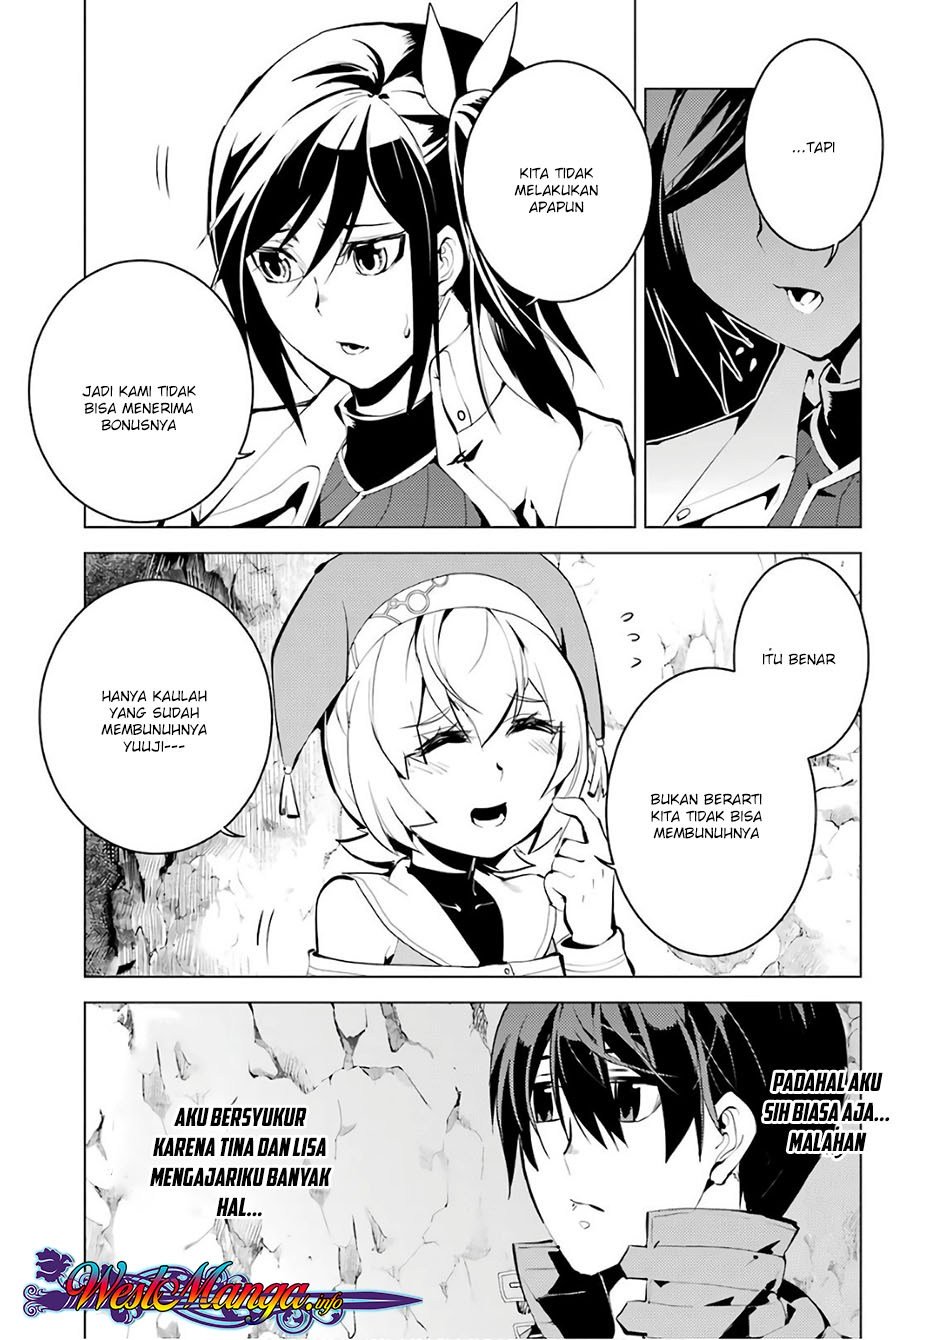 ...TAPI
KITA TIDAK
MELAKUKAN
APAPUN
JADI KAMI TIDAK
BISA MENERIMA
BONUSNYA
ITU BENAR
BUKAN BERARTI
KITA TIDAK BISA
MEMBUNUHNYA
HANYA KAULAH
YANG SUDAH
MEMBUNUHNYA
YUUJI---
PADAHAL AKU
SIH BIASA AJA...
MALAHAN
AKU BERSYUKUR
KARENA TINA DAN LISA
MENGAJARIKU BANYAK
HAL...
WestManga.info